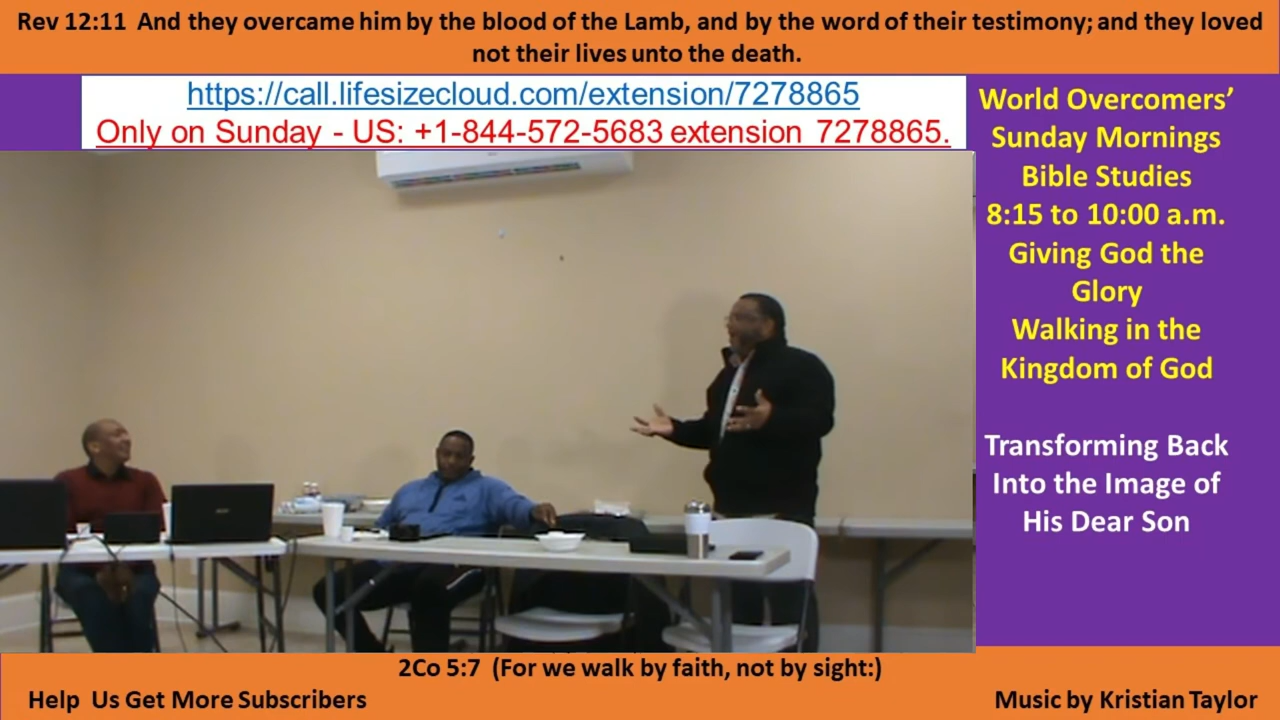 Rev 12:11  And they overcame him by the blood of the Lamb, and by the word of their testimony; and they loved
not their lives unto the death.
https://call.lifesizecloud.com/extension/7278865
Only on Sunday - US: +1-844-572-5683 extension 7278865.
World Overcomers’
Sunday Mornings
Bible Studies
8:15 to 10:00 a.m.
Giving God the
Glory
Walking in the
Kingdom of God
Transforming Back
Into the Image of
His Dear Son
2Co 5:7  (For we walk by faith, not by sight:)
Help  Us Get More Subscribers
Music by Kristian Taylor